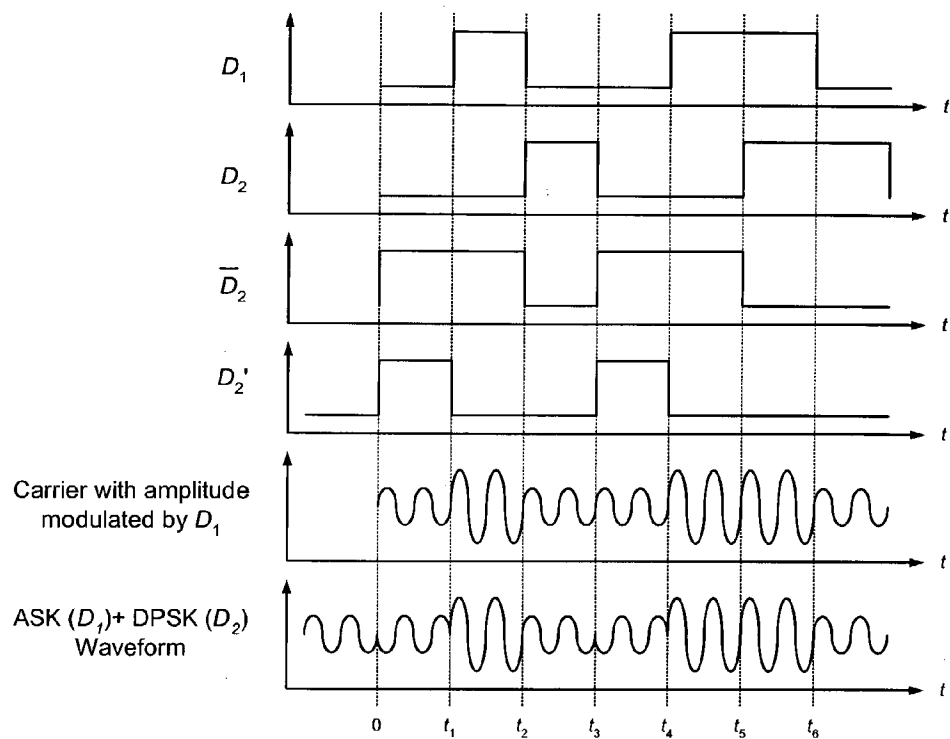 D₁
t
D₂
t
D̅₂
t
D₂'
t
Carrier with amplitude
modulated by D₁
t
ASK (D₁)+ DPSK (D₂)
Waveform
t
0 t₁ t₂ t₃ t₄ t₅ t₆